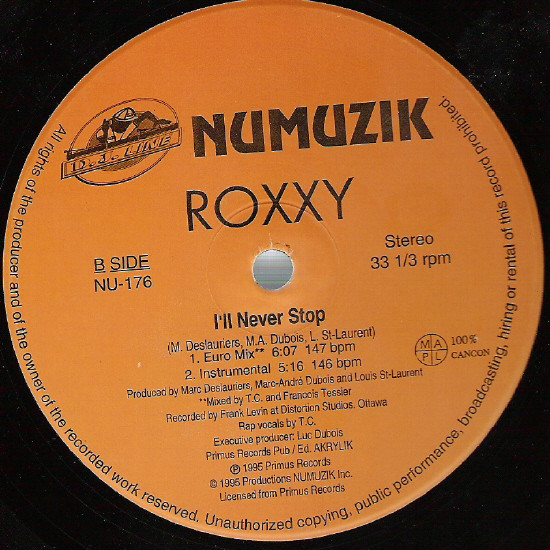 D.J. LINE
NUMUZIK
ROXXY
B SIDE
NU-176
Stereo
33 1/3 rpm
I'll Never Stop
(M. Deslauriers, M.A. Dubois, L. St-Laurent)
1. Euro Mix** 6:07 147 bpm
2. Instrumental 5:16 146 bpm
M A P L
100% CANCON
Produced by Marc Deslauriers, Marc-André Dubois and Louis St-Laurent
**Mixed by T.C. and Francois Tessier
Recorded by Frank Levin at Distortion Studios, Ottawa
Rap vocals by T.C.
Executive producer: Luc Dubois
Primus Records Pub / Ed. AKRYLIK
℗ 1995 Primus Records
© 1995 Productions NUMUZIK Inc.
Licensed from Primus Records
All rights of the producer and of the owner of the recorded work reserved. Unauthorized copying, public performance, broadcasting, hiring or rental of this record prohibited.